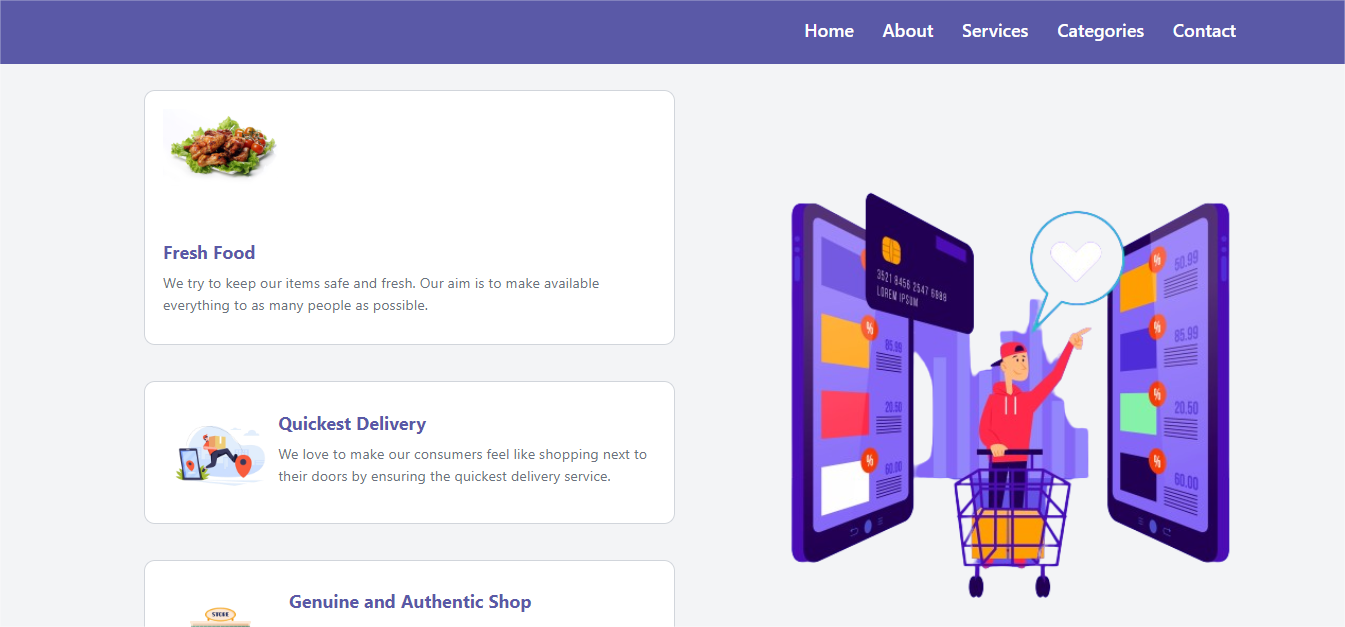 Home About Services Categories Contact
Fresh Food
We try to keep our items safe and fresh. Our aim is to make available
everything to as many people as possible.
Quickest Delivery
We love to make our consumers feel like shopping next to
their doors by ensuring the quickest delivery service.
STORE
Genuine and Authentic Shop
3521 8456 2547 6988
LOREM IPSUM
%
85.99
%
20.50
%
60.00
%
50.99
%
85.99
%
20.50
%
60.00